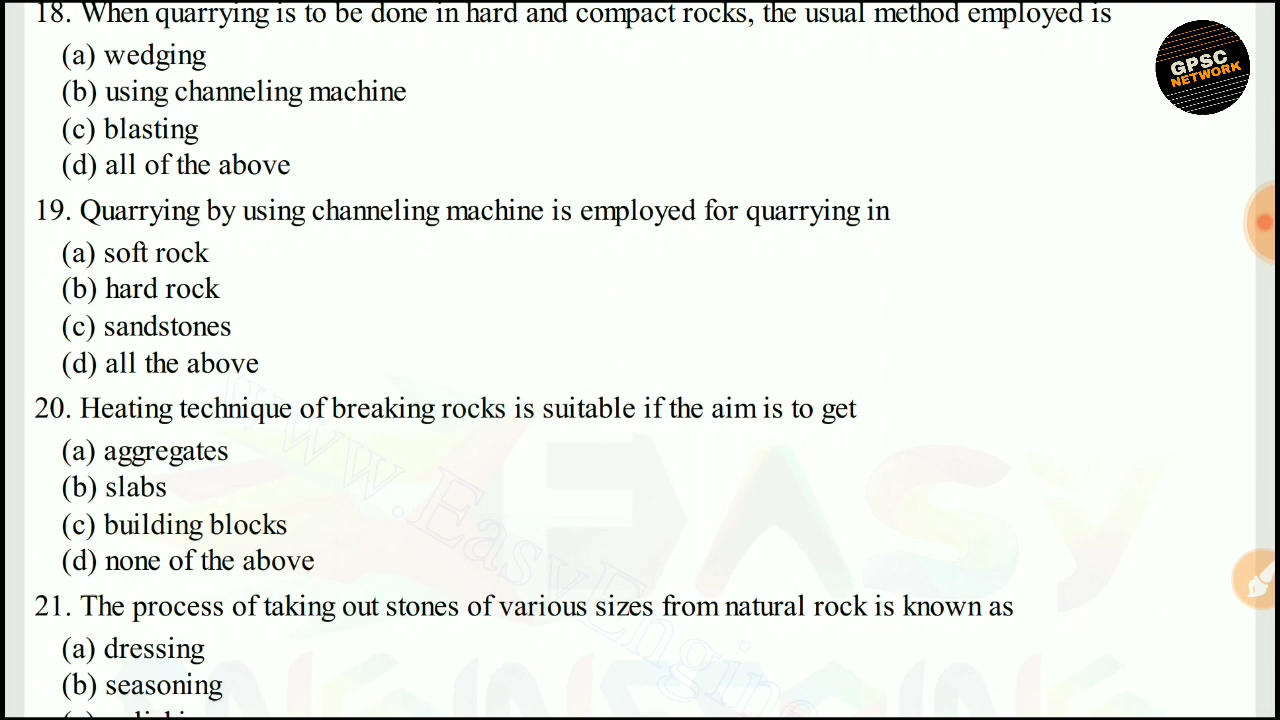 18. When quarrying is to be done in hard and compact rocks, the usual method employed is
(a) wedging
(b) using channeling machine
(c) blasting
(d) all of the above
19. Quarrying by using channeling machine is employed for quarrying in
(a) soft rock
(b) hard rock
(c) sandstones
(d) all the above
20. Heating technique of breaking rocks is suitable if the aim is to get
(a) aggregates
(b) slabs
(c) building blocks
(d) none of the above
21. The process of taking out stones of various sizes from natural rock is known as
(a) dressing
(b) seasoning
GPSC
NETWORK
www.EasyEngine
EASY